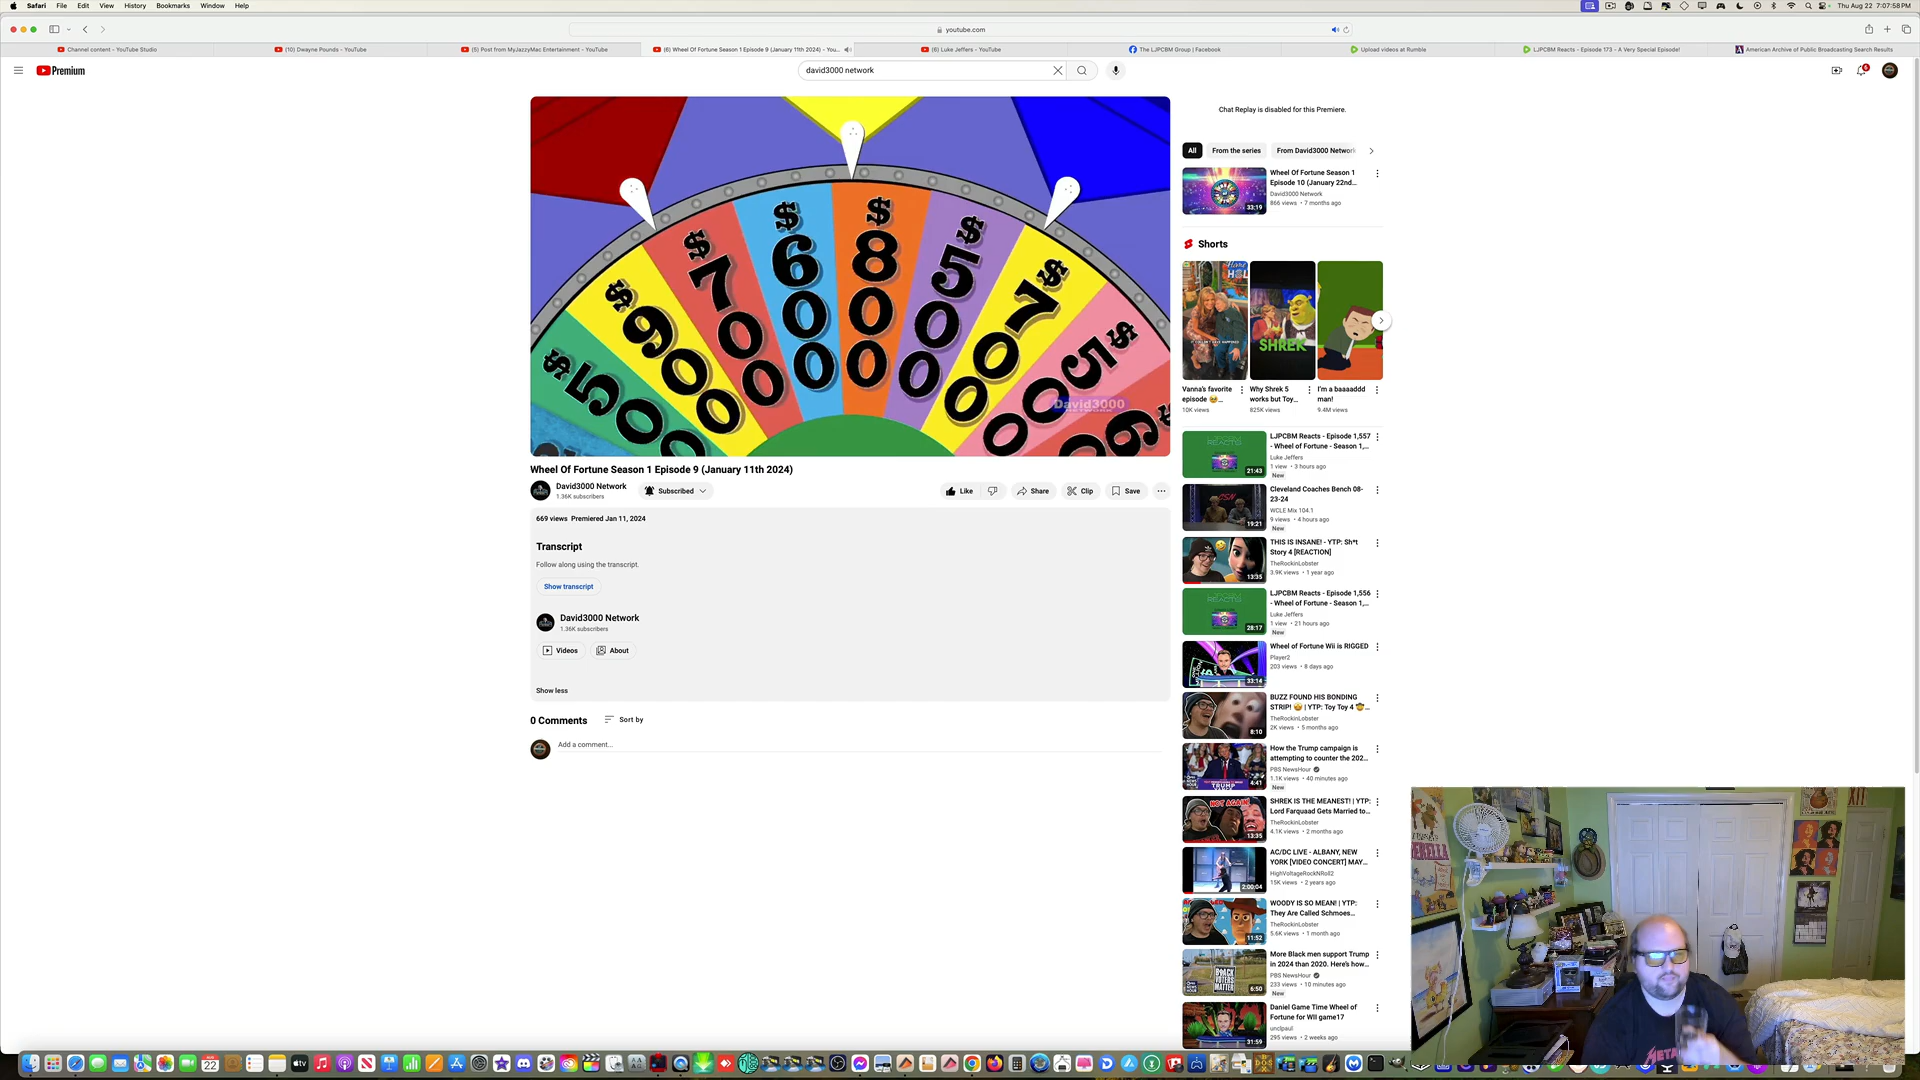 Safari File Edit View History Bookmarks Window Help
Thu Aug 22 7:07:58 PM
youtube.com
Channel content - YouTube Studio
(10) Dwayne Pounds - YouTube
(5) Post from MyJazzyMac Entertainment - YouTube
(6) Wheel Of Fortune Season 1 Episode 9 (January 11th 2024) - You...
(6) Luke Jeffers - YouTube
The LJPCBM Group | Facebook
Upload videos at Rumble
LJPCBM Reacts - Episode 173 - A Very Special Episode!
American Archive of Public Broadcasting Search Results
Premium
david3000 network
6
$500
$900
$700
$600
$800
$500
$700
$500
David3000
Wheel Of Fortune Season 1 Episode 9 (January 11th 2024)
David3000 Network
1.36K subscribers
Subscribed
Like
Share
Clip
Save
669 views Premiered Jan 11, 2024
Transcript
Follow along using the transcript.
Show transcript
David3000 Network
1.36K subscribers
Videos
About
Show less
0 Comments
Sort by
Add a comment...
Chat Replay is disabled for this Premiere.
All
From the series
From David3000 Network
33:19
Wheel Of Fortune Season 1
Episode 10 (January 22nd...
David3000 Network
866 views • 7 months ago
Shorts
SHREK
Vanna's favorite
episode
10K views
Why Shrek 5
works but Toy...
825K views
I'm a baaaaddd
man!
9.4M views
21:43
LJPCBM Reacts - Episode 1,557
- Wheel of Fortune - Season 1,...
Luke Jeffers
1 view • 3 hours ago
New
19:21
Cleveland Coaches Bench 08-
23-24
WCLE Mix 104.1
9 views • 4 hours ago
New
13:35
THIS IS INSANE! - YTP: Sh*t
Story 4 [REACTION]
TheRockinLobster
3.9K views • 1 year ago
28:17
LJPCBM Reacts - Episode 1,556
- Wheel of Fortune - Season 1,...
Luke Jeffers
1 view • 21 hours ago
New
33:14
Wheel of Fortune Wii is RIGGED
Player2
203 views • 8 days ago
8:10
BUZZ FOUND HIS BONDING
STRIP! 🤩 | YTP: Toy Toy 4 🤠...
TheRockinLobster
2K views • 5 months ago
4:41
How the Trump campaign is
attempting to counter the 202...
PBS NewsHour
1.1K views • 40 minutes ago
New
NOT AGAIN!
13:35
SHREK IS THE MEANEST! | YTP:
Lord Farquaad Gets Married to...
TheRockinLobster
4.1K views • 2 months ago
2:00:04
AC/DC LIVE - ALBANY, NEW
YORK [VIDEO CONCERT] MAY...
HighVoltageRockNRoll2
15K views • 2 years ago
11:52
WOODY IS SO MEAN! | YTP:
They Are Called Schmoes...
TheRockinLobster
5.6K views • 1 month ago
BLACK
VOTERS
MATTER
6:50
More Black men support Trump
in 2024 than 2020. Here's how...
PBS NewsHour
233 views • 10 minutes ago
New
31:59
Daniel Game Time Wheel of
Fortune for WII game17
unclpaul
295 views • 2 weeks ago
22